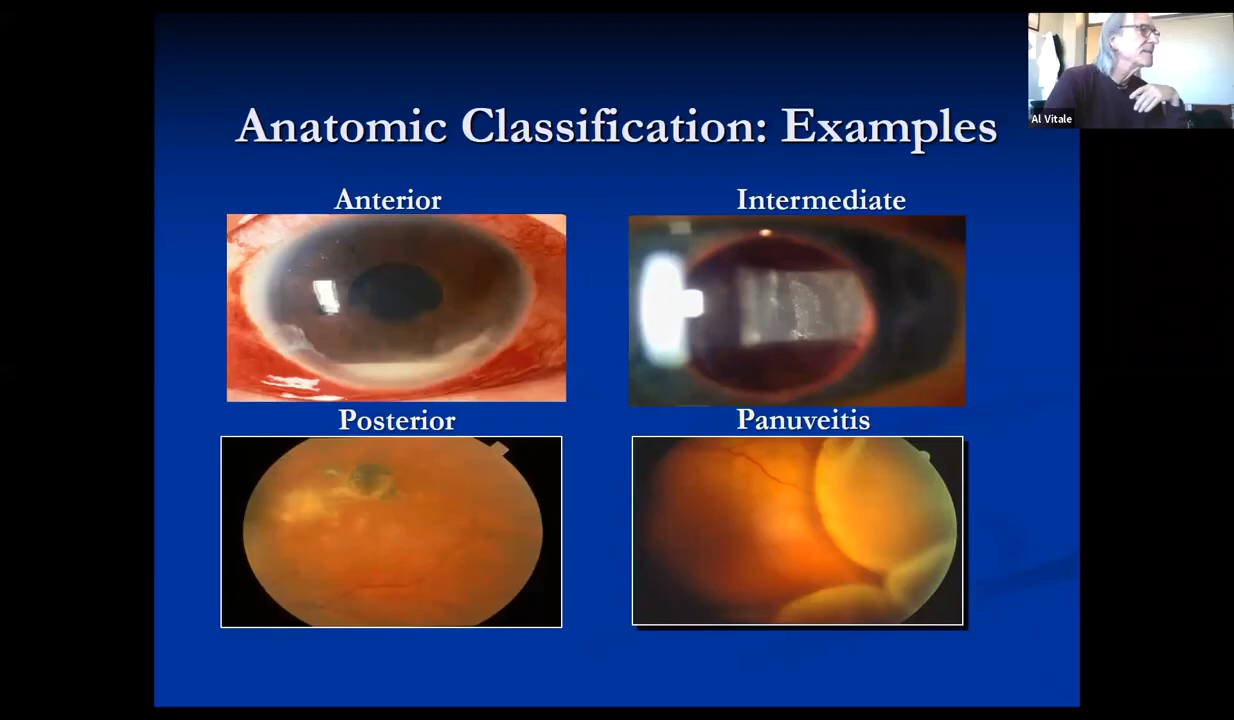 Anatomic Classification: Examples
Al Vitale
Anterior
Intermediate
Posterior
Panuveitis